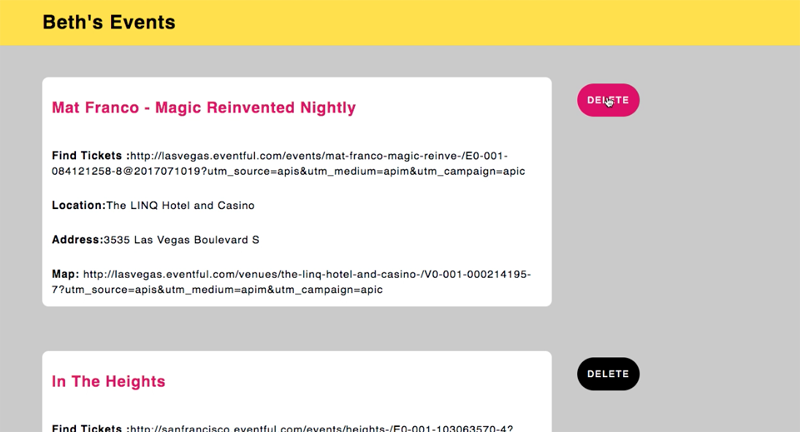 Beth's Events
Mat Franco - Magic Reinvented Nightly
DELETE
Find Tickets :http://lasvegas.eventful.com/events/mat-franco-magic-reinve-/E0-001-
084121258-8@2017071019?utm_source=apis&utm_medium=apim&utm_campaign=apic
Location:The LINQ Hotel and Casino
Address:3535 Las Vegas Boulevard S
Map: http://lasvegas.eventful.com/venues/the-linq-hotel-and-casino-/V0-001-000214195-
7?utm_source=apis&utm_medium=apim&utm_campaign=apic
In The Heights
DELETE
Find Tickets :http://sanfrancisco.eventful.com/events/heights-/E0-001-103063570-4?